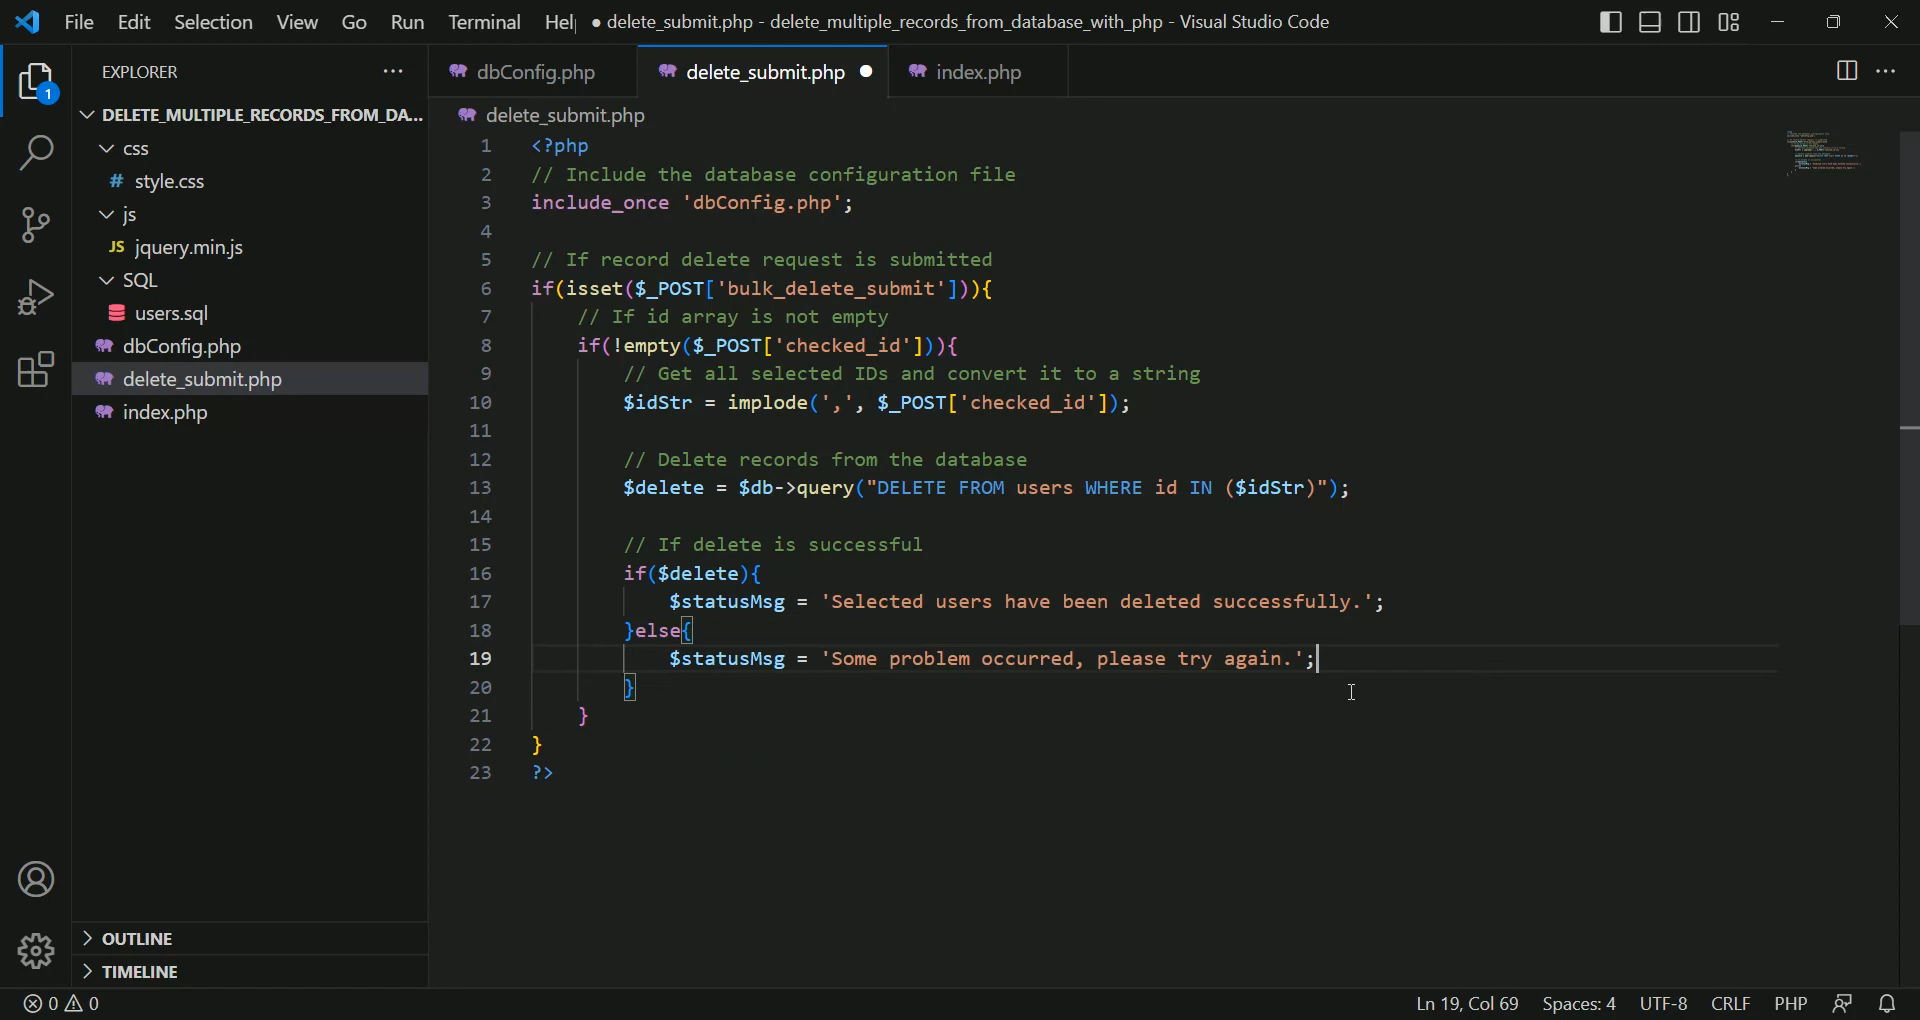 File Edit Selection View Go Run Terminal Hel
● delete_submit.php - delete_multiple_records_from_database_with_php - Visual Studio Code
EXPLORER
DELETE_MULTIPLE_RECORDS_FROM_DA...
css
# style.css
js
JS jquery.min.js
SQL
users.sql
dbConfig.php
delete_submit.php
index.php
OUTLINE
TIMELINE
1
dbConfig.php
delete_submit.php
index.php
delete_submit.php
1 <?php
2 // Include the database configuration file
3 include_once 'dbConfig.php';
4
5 // If record delete request is submitted
6 if(isset($_POST['bulk_delete_submit'])){
7     // If id array is not empty
8     if(!empty($_POST['checked_id'])){
9         // Get all selected IDs and convert it to a string
10         $idStr = implode(',', $_POST['checked_id']);
11
12         // Delete records from the database
13         $delete = $db->query("DELETE FROM users WHERE id IN ($idStr)");
14
15         // If delete is successful
16         if($delete){
17             $statusMsg = 'Selected users have been deleted successfully.';
18         }else{
19             $statusMsg = 'Some problem occurred, please try again.';
20         }
21     }
22 }
23 ?>
0 0
Ln 19, Col 69 Spaces: 4 UTF-8 CRLF PHP